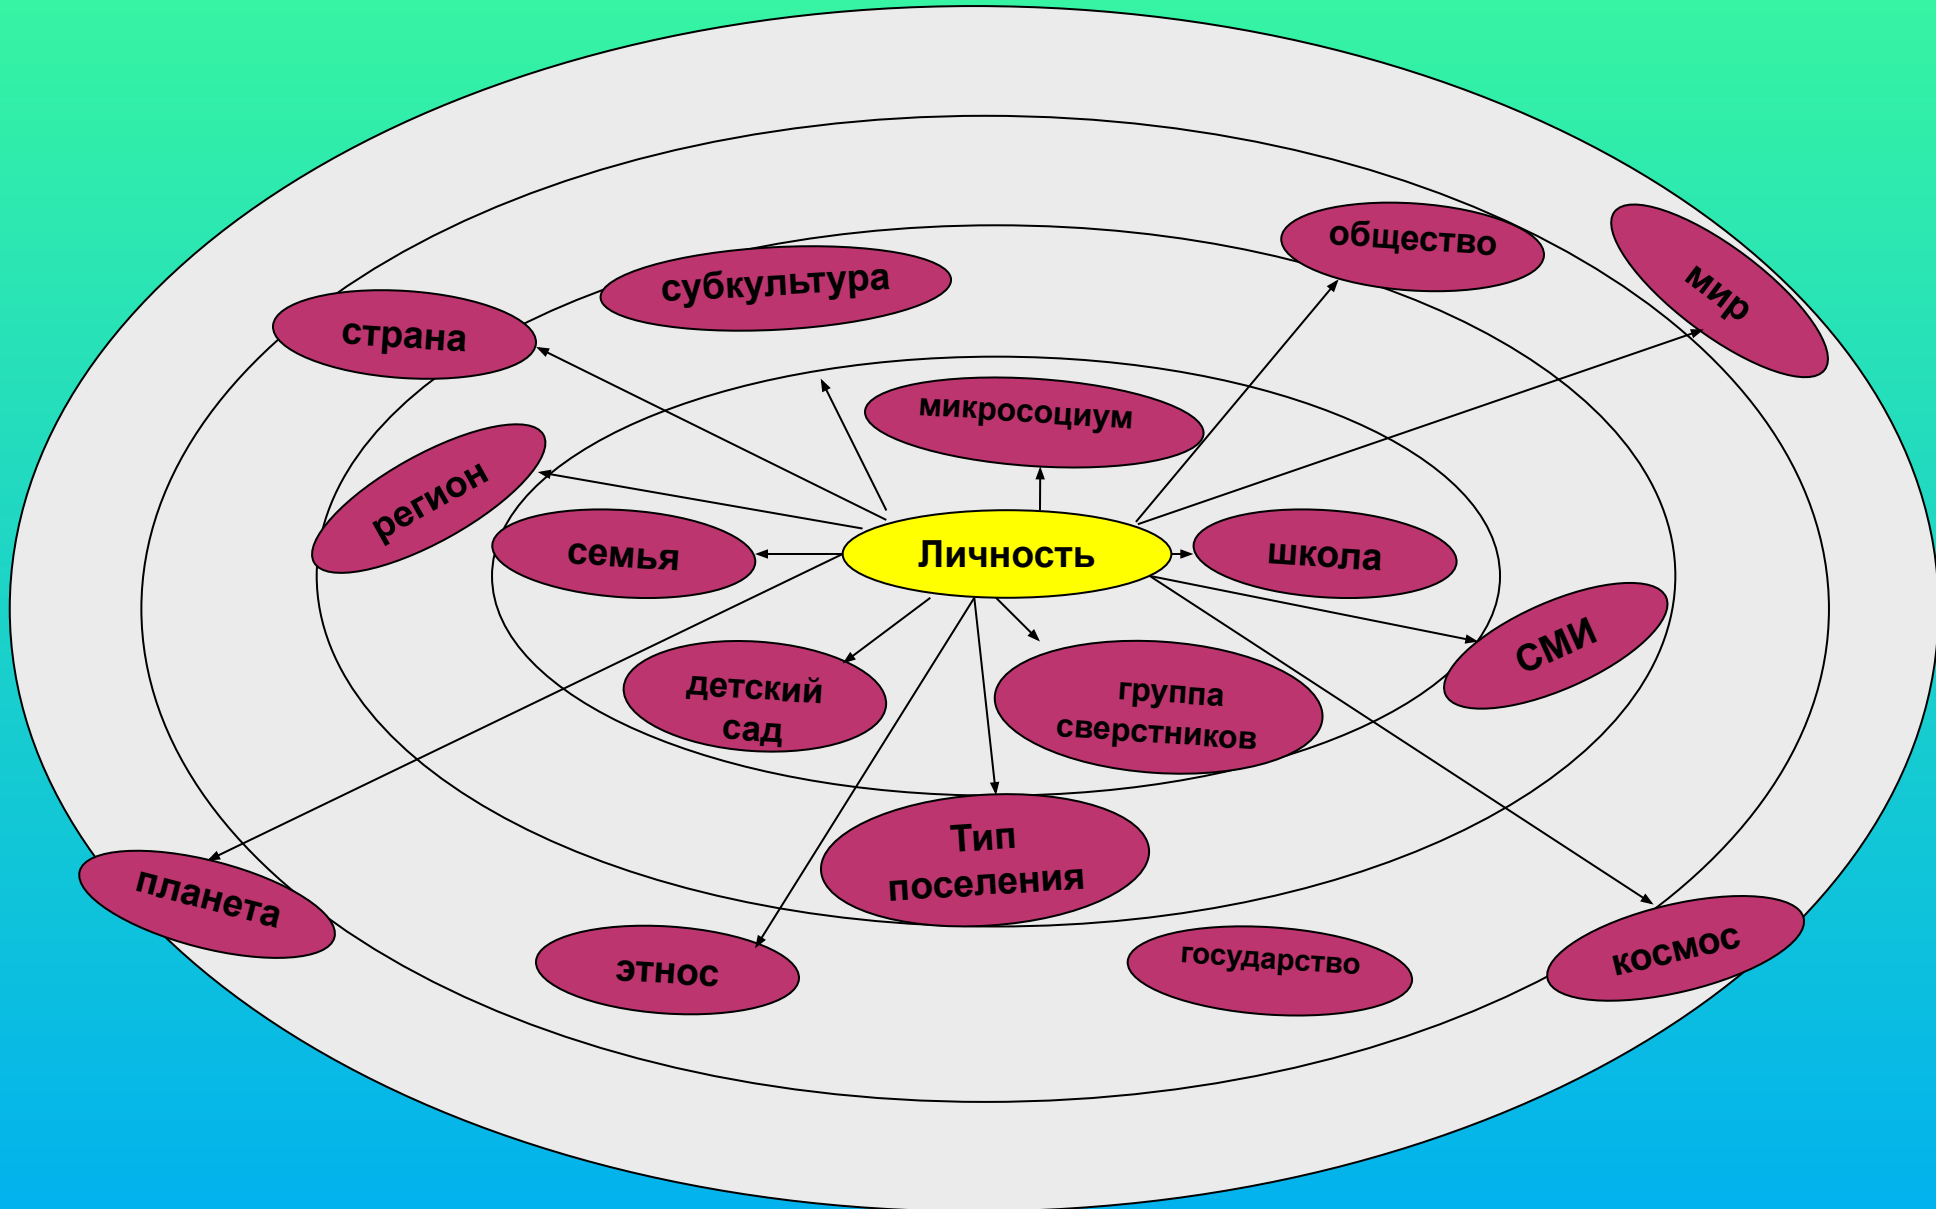 общество
мир
субкультура
страна
микросоциум
регион
семья
Личность
школа
СМИ
детский
сад
группа
сверстников
Тип
поселения
планета
этнос
государство
космос